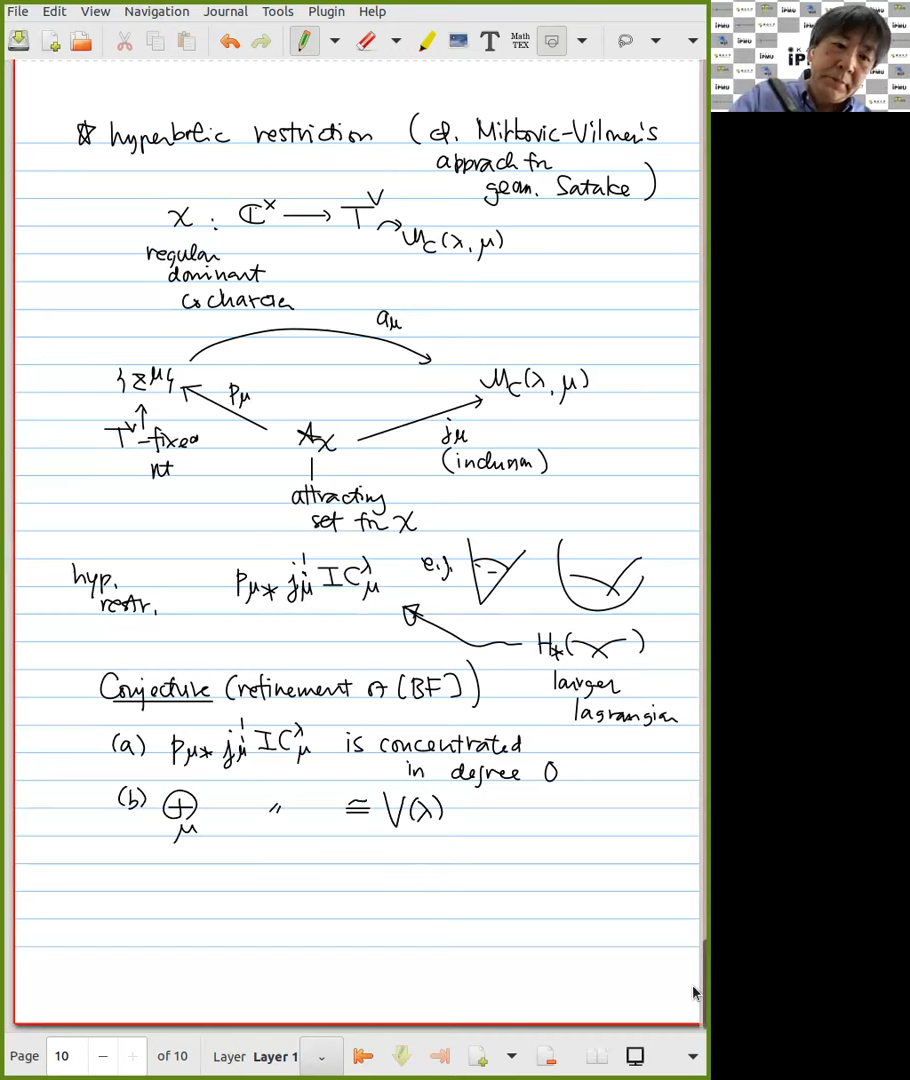 File Edit View Navigation Journal Tools Plugin Help
T Math TEX
iPMU
☆ hyperbolic restriction (cf. Mirkovic-Vilonen's
approach for
geom. Satake)
χ : ℂ^× → T^∨ ↷ M_C(λ, μ)
regular
dominant
cocharacter
a_μ
{z^μ} p_μ M_C(λ, μ)
T^∨-fixed
pt
A_χ
j_μ
(inclusion)
attracting
set for χ
hyp.
restr.
p_μ* j_μ^! IC_μ^λ e.g.
H_*( )
larger
lagrangian
Conjecture (refinement of [BF])
(a) p_μ* j_μ^! IC_μ^λ is concentrated
in degree 0
(b) ⊕_μ 〃 ≅ V(λ)
Page 10 of 10 Layer Layer 1